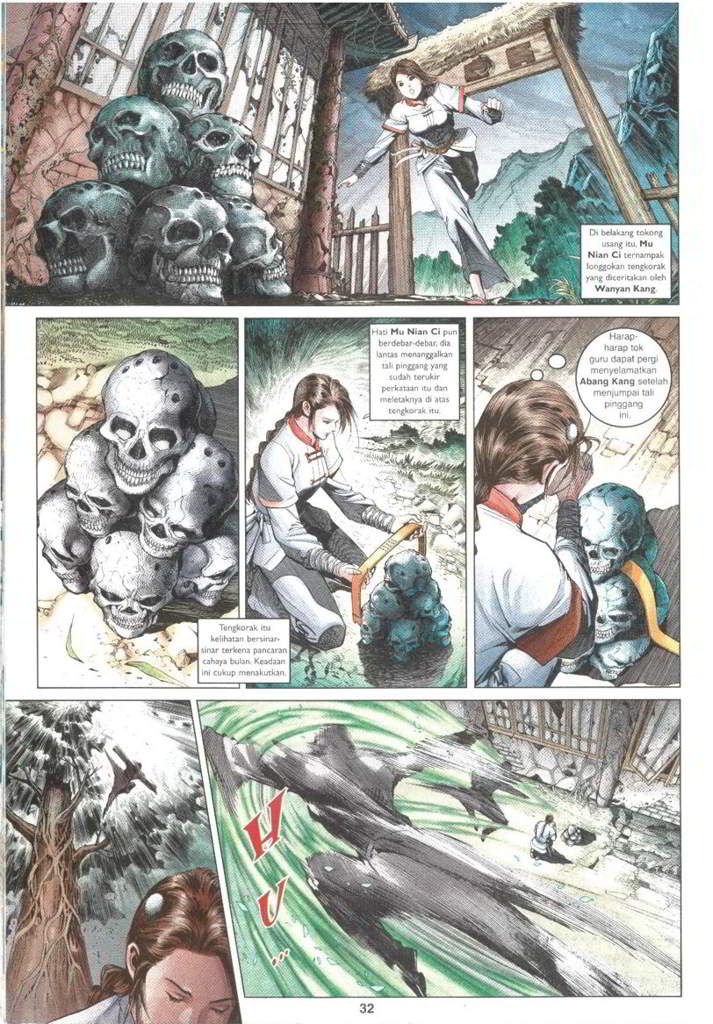 Di belakang tokong
usang itu, Mu
Nian Ci ternampak
longgokan tengkorak
yang diceritakan oleh
Wanyan Kang.
Tengkorak itu
kelihatan bersinar-
sinar terkena pancaran
cahaya bulan. Keadaan
ini cukup menakutkan.
Hati Mu Nian Ci pun
berdebar-debar, dia
lantas menanggalkan
tali pinggang yang
sudah terukir
perkataan itu dan
meletaknya di atas
tengkorak itu.
Harap-
harap tok
guru dapat pergi
menyelamatkan
Abang Kang setelah
menjumpai tali
pinggang
ini.
HU...
32